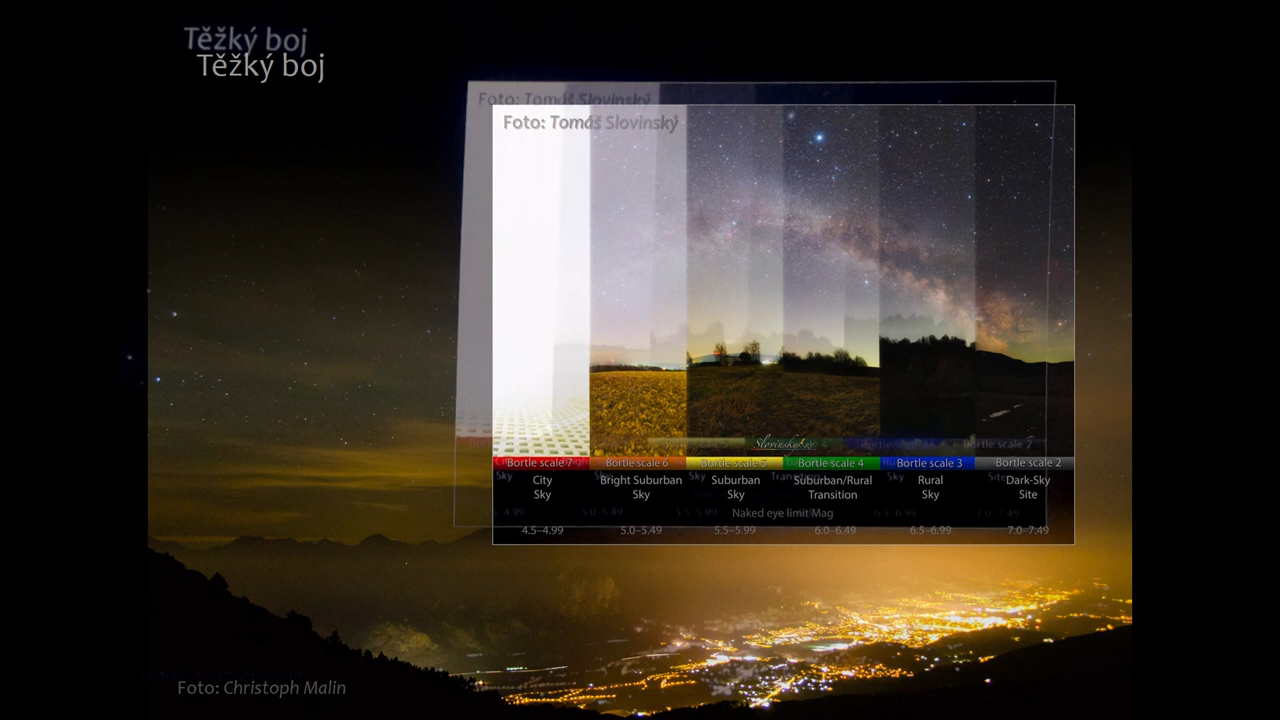 Těžký boj
Těžký boj
Foto: Tomáš Slovinský
Foto: Tomáš Slovinský
Bortle scale 2
Bortle scale 7 Bortle scale 6 Bortle scale 5 Bortle scale 4 Bortle scale 3 Bortle scale 2
City Sky
Bright Suburban Sky
Suburban Sky
Suburban/Rural Transition
Rural Sky
Dark-Sky Site
Naked eye limit Mag
4.5–4.99 5.0–5.49 5.5–5.99 6.0–6.49 6.5–6.99 7.0–7.49
Foto: Christoph Malin